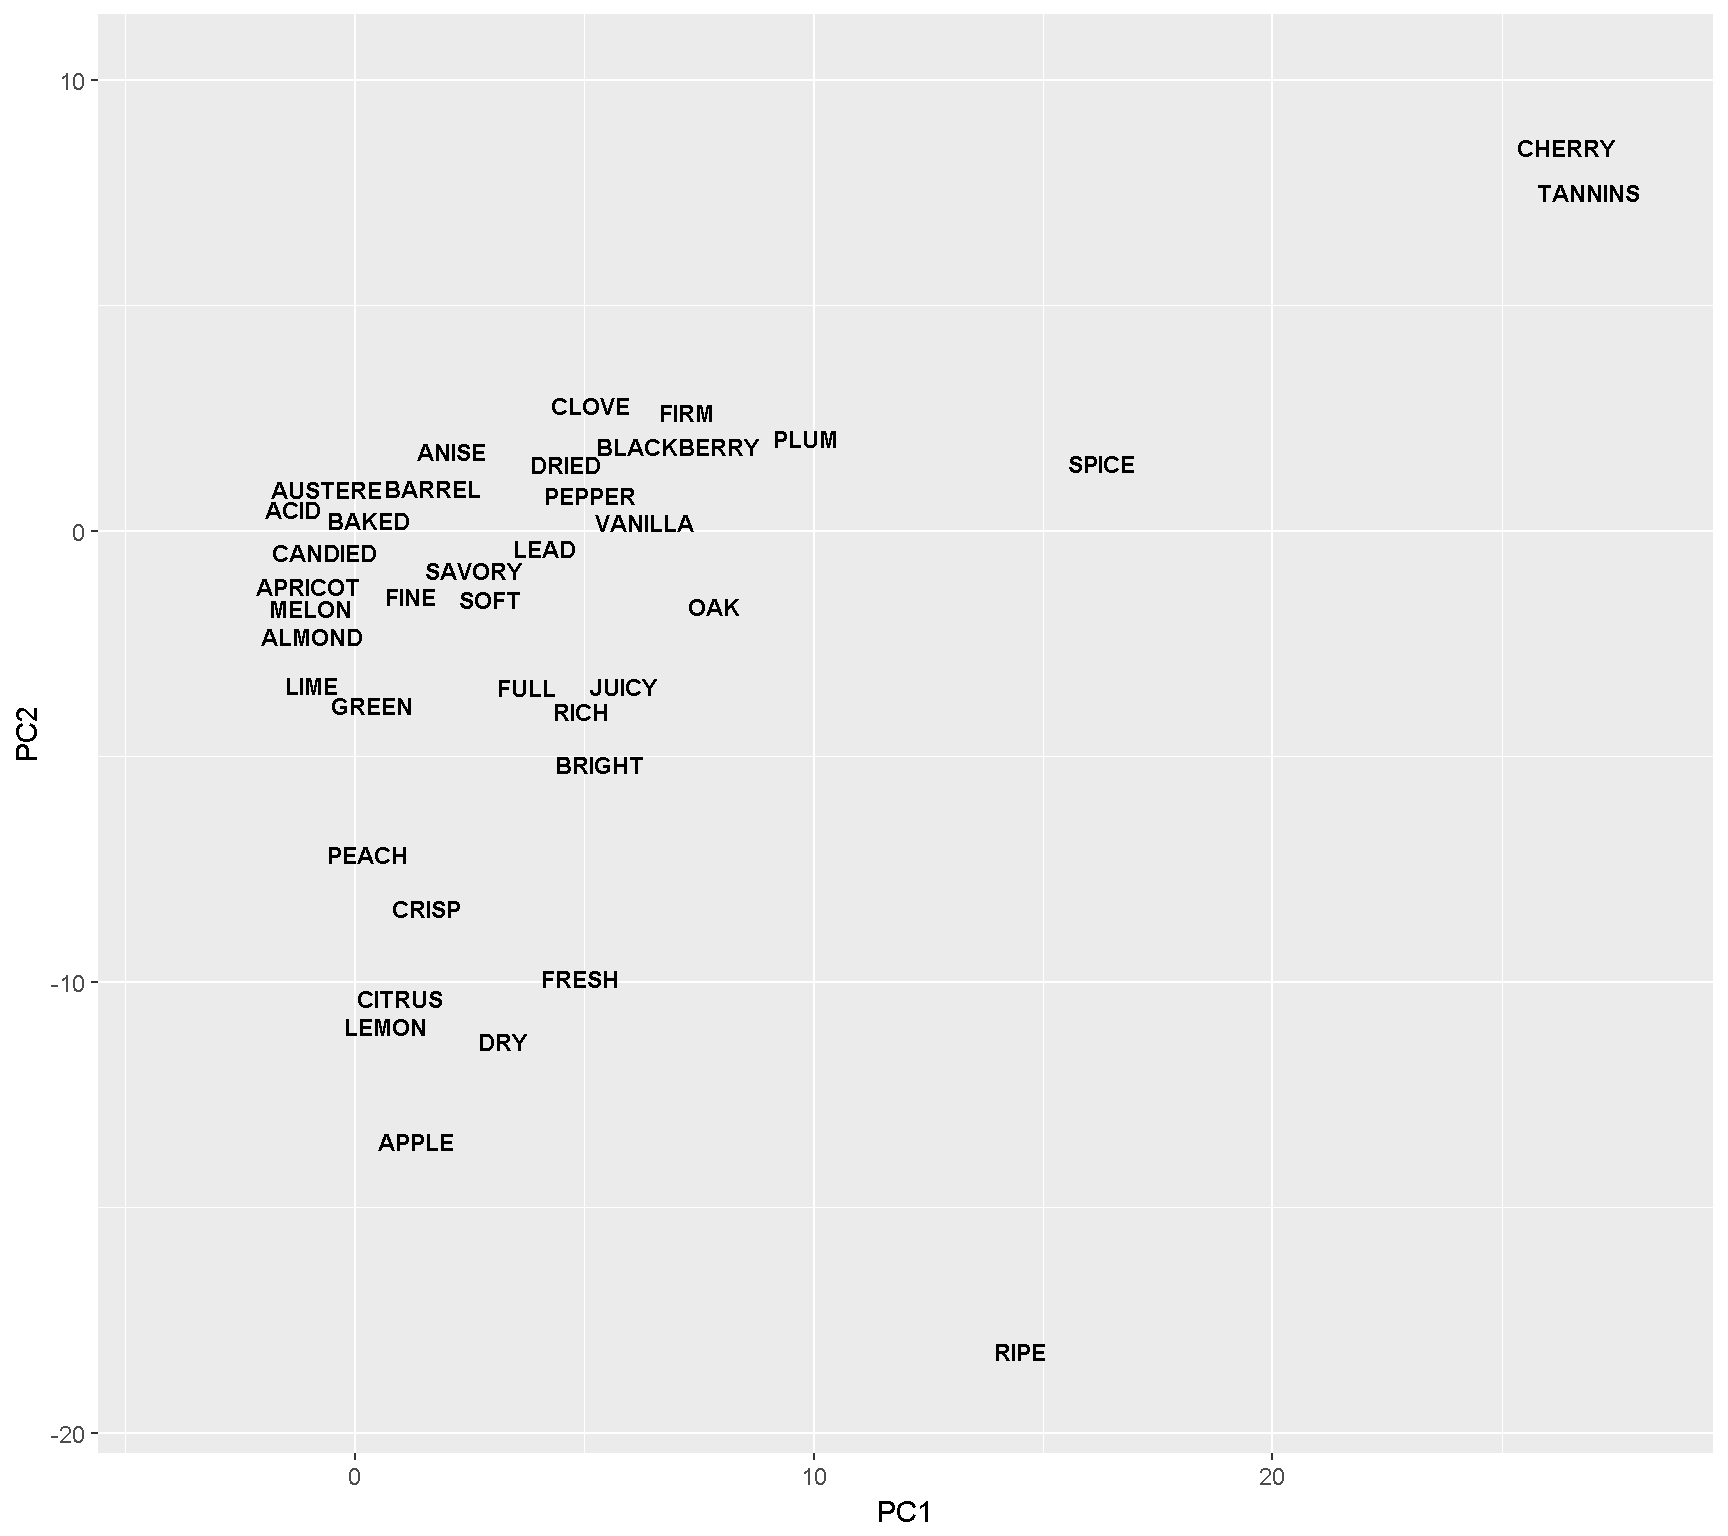 10
CHERRY
TANNINS
CLOVE
FIRM
PLUM
BLACKBERRY
ANISE
DRIED
SPICE
AUSTERE BARREL
PEPPER
ACID
BAKED
VANILLA
0
LEAD
CANDIED
SAVORY
APRICOT
FINE
SOFT
MELON
OAK
ALMOND
LIME
FULL
JUICY
GREEN
RICH
PC2
BRIGHT
PEACH
CRISP
FRESH
-10
CITRUS
LEMON
DRY
APPLE
RIPE
-20
0 10 20
PC1